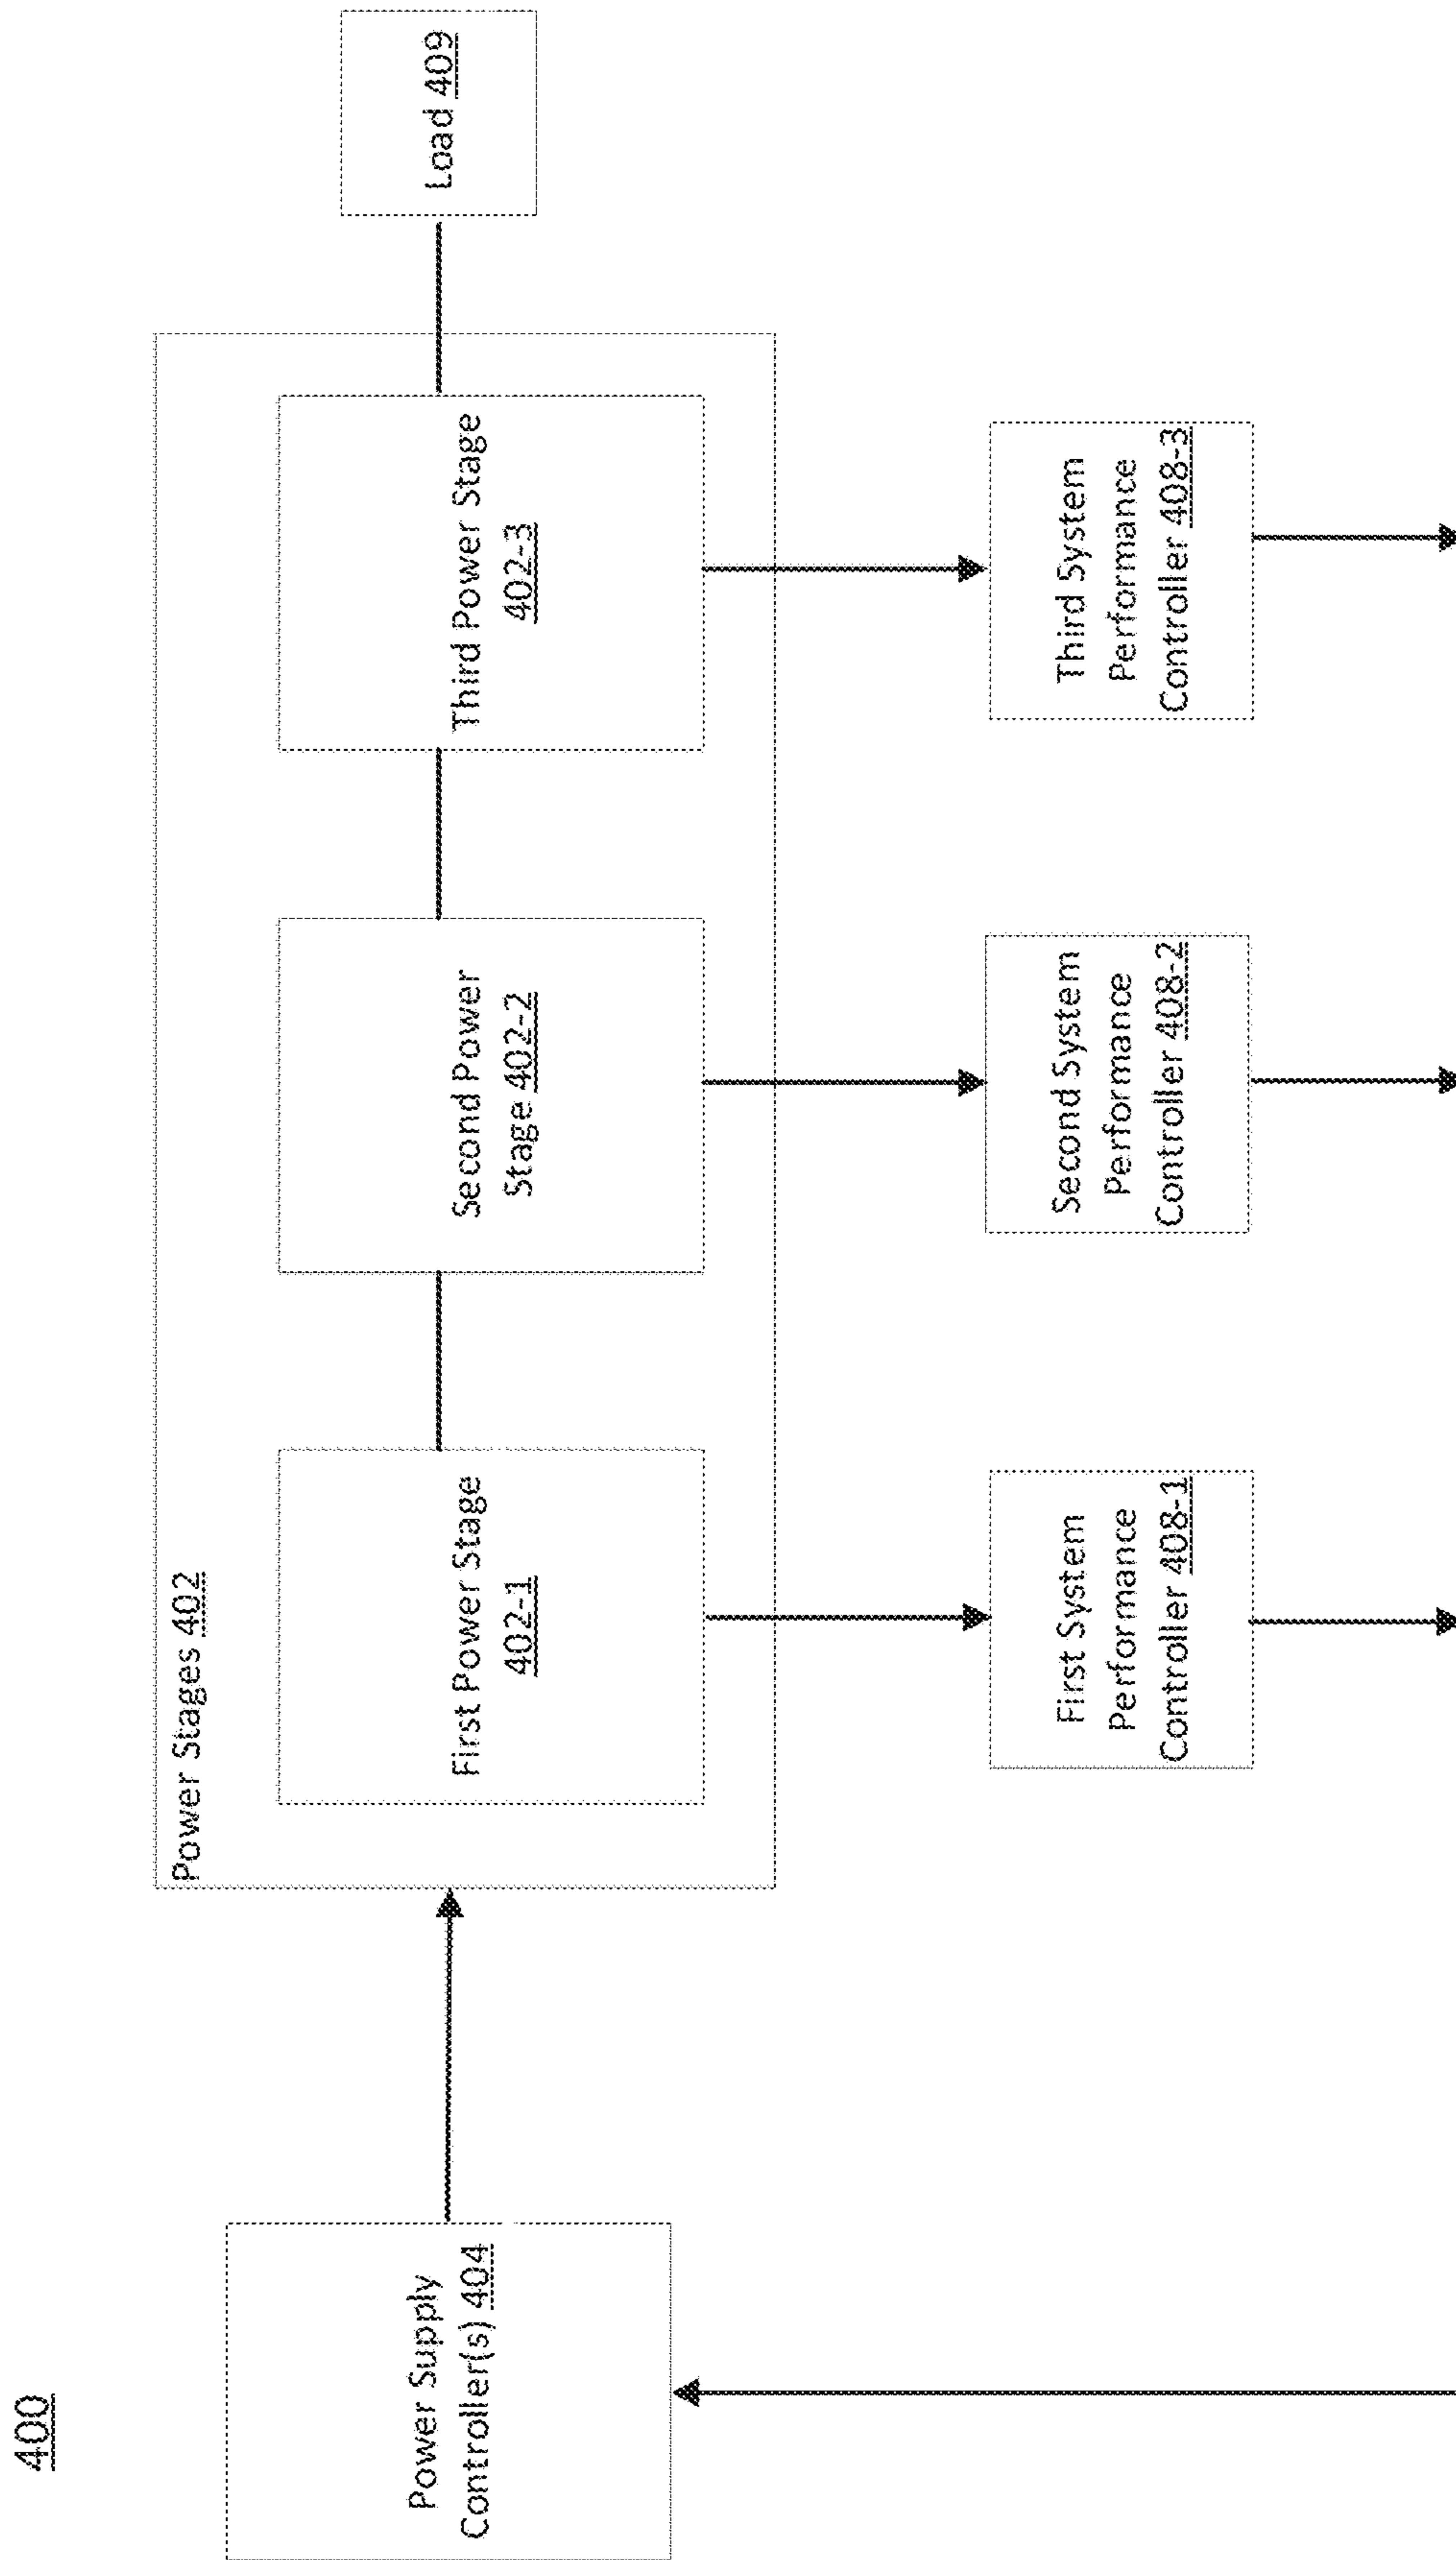 400
Power Supply
Controller(s) 404
Power Stages 402
First Power Stage
402-1
Second Power
Stage 402-2
Third Power Stage
402-3
Load 409
First System
Performance
Controller 408-1
Second System
Performance
Controller 408-2
Third System
Performance
Controller 408-3